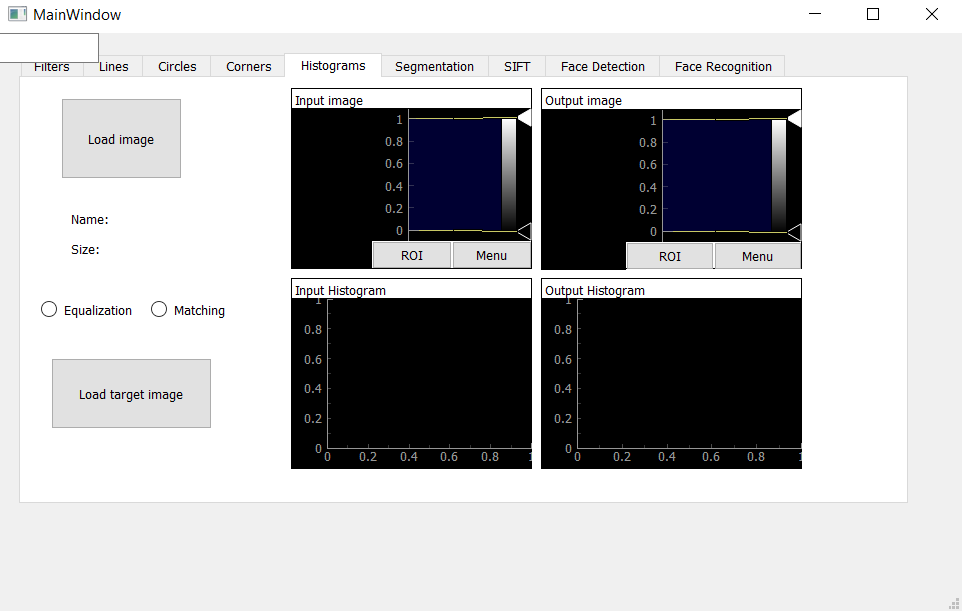 MainWindow
Filters Lines Circles Corners Histograms Segmentation SIFT Face Detection Face Recognition
Input image Output image
Load image
1 1
0.8 0.8
0.6 0.6
0.4 0.4
0.2 0.2
0 0
ROI Menu ROI Menu
Name:
Size:
Input Histogram Output Histogram
Equalization Matching
1 1
0.8 0.8
0.6 0.6
0.4 0.4
0.2 0.2
0 0
0 0.2 0.4 0.6 0.8 1 0 0.2 0.4 0.6 0.8 1
Load target image